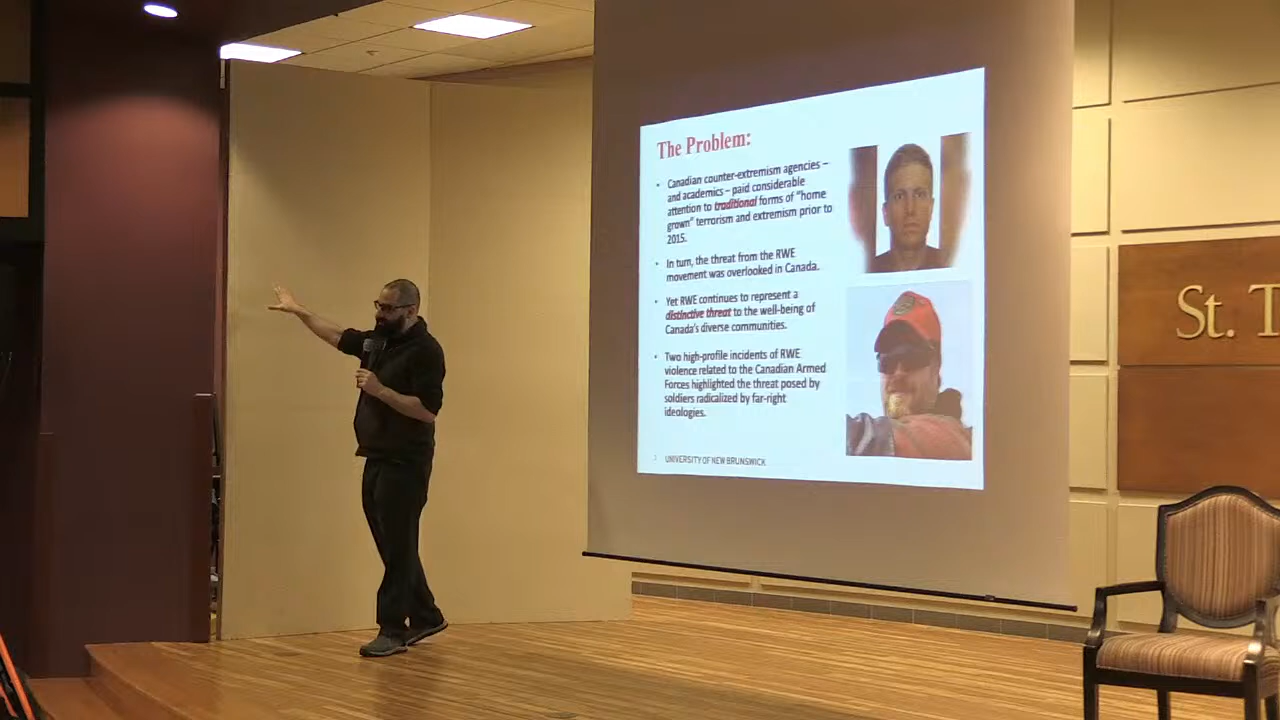 The Problem:
• Canadian counter-extremism agencies –
and academics – paid considerable
attention to traditional forms of "home
grown" terrorism and extremism prior to
2015.
• In turn, the threat from the RWE
movement was overlooked in Canada.
• Yet RWE continues to represent a
distinctive threat to the well-being of
Canada's diverse communities.
• Two high-profile incidents of RWE
violence related to the Canadian Armed
Forces highlighted the threat posed by
soldiers radicalized by far-right
ideologies.
UNIVERSITY OF NEW BRUNSWICK
St. T